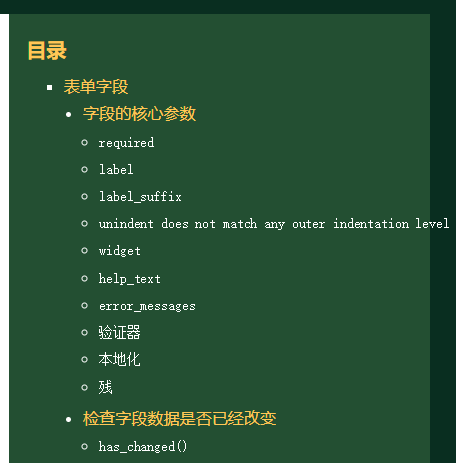 目录
表单字段
字段的核心参数
required
label
label_suffix
unindent does not match any outer indentation level
widget
help_text
error_messages
验证器
本地化
残
检查字段数据是否已经改变
has_changed()